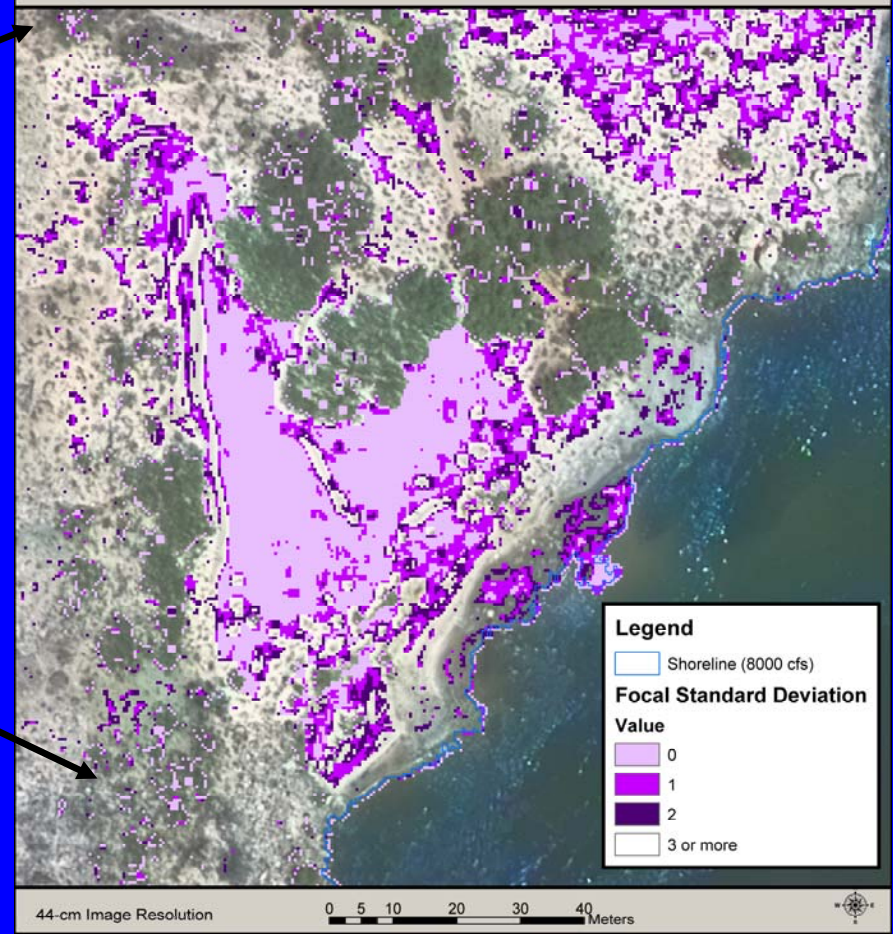 Legend
Shoreline (8000 cfs)
Focal Standard Deviation
Value
0
1
2
3 or more
44-cm Image Resolution
0 5 10 20 30 40 Meters